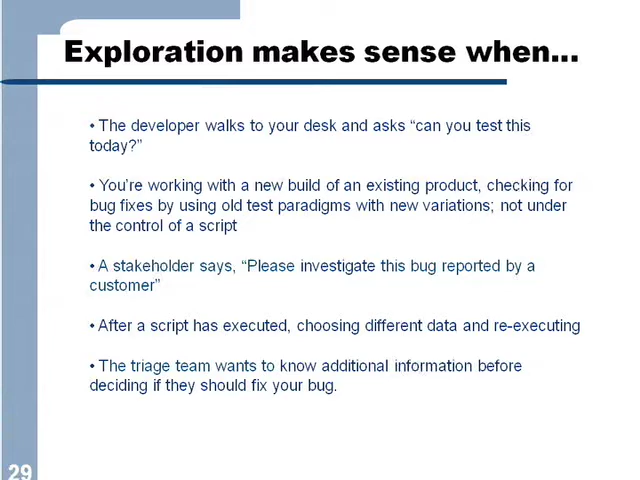 Exploration makes sense when...
• The developer walks to your desk and asks “can you test this
today?”
• You’re working with a new build of an existing product, checking for
bug fixes by using old test paradigms with new variations; not under
the control of a script
• A stakeholder says, “Please investigate this bug reported by a
customer”
• After a script has executed, choosing different data and re-executing
• The triage team wants to know additional information before
deciding if they should fix your bug.
29